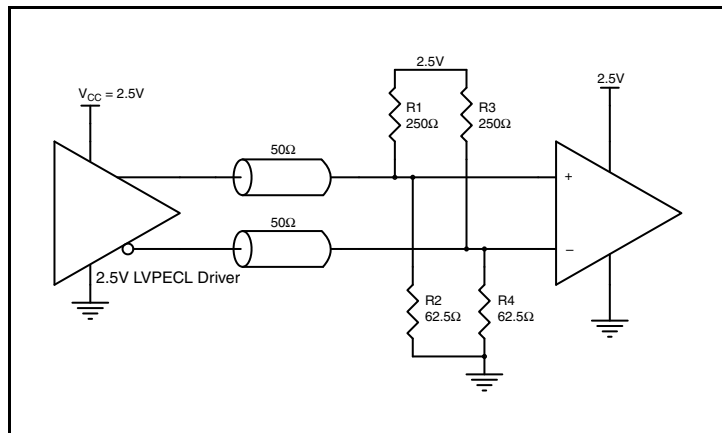 2.5V
V_CC = 2.5V
2.5V
R1
250Ω
R3
250Ω
50Ω
+
50Ω
−
2.5V LVPECL Driver
R2
62.5Ω
R4
62.5Ω